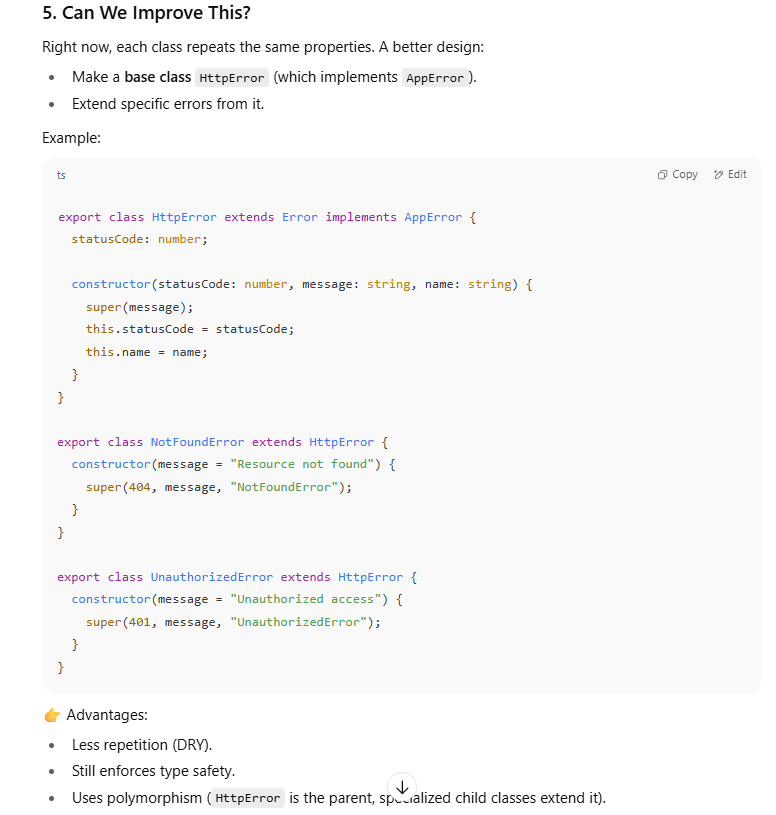 5. Can We Improve This?
Right now, each class repeats the same properties. A better design:
• Make a base class HttpError (which implements AppError).
• Extend specific errors from it.
Example:
ts
Copy
Edit
export class HttpError extends Error implements AppError {
  statusCode: number;

  constructor(statusCode: number, message: string, name: string) {
    super(message);
    this.statusCode = statusCode;
    this.name = name;
  }
}

export class NotFoundError extends HttpError {
  constructor(message = "Resource not found") {
    super(404, message, "NotFoundError");
  }
}

export class UnauthorizedError extends HttpError {
  constructor(message = "Unauthorized access") {
    super(401, message, "UnauthorizedError");
  }
}
👉 Advantages:
• Less repetition (DRY).
• Still enforces type safety.
• Uses polymorphism (HttpError is the parent, specialized child classes extend it).